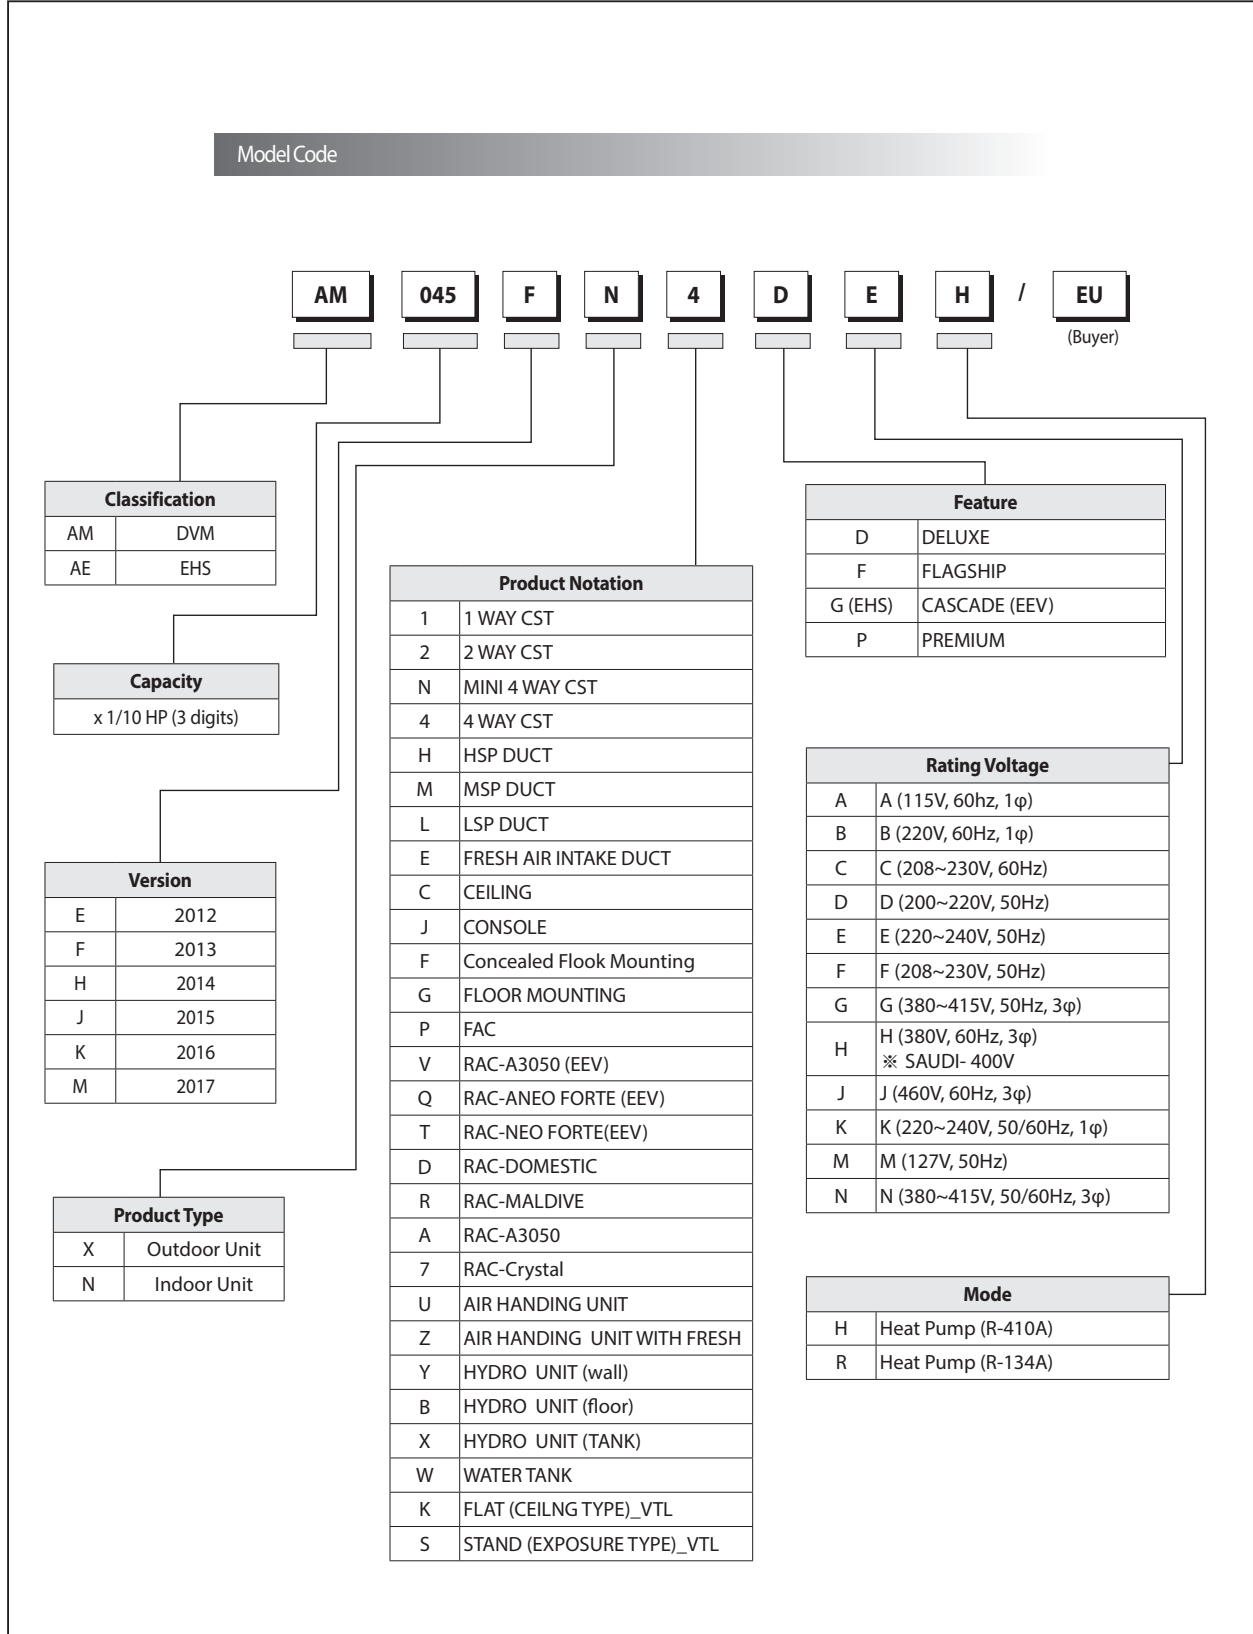 Model Code
AM 045 F N 4 D E H / EU
(Buyer)
Classification
AM DVM
AE EHS
Capacity
x 1/10 HP (3 digits)
Version
E 2012
F 2013
H 2014
J 2015
K 2016
M 2017
Product Type
X Outdoor Unit
N Indoor Unit
Product Notation
1 1 WAY CST
2 2 WAY CST
N MINI 4 WAY CST
4 4 WAY CST
H HSP DUCT
M MSP DUCT
L LSP DUCT
E FRESH AIR INTAKE DUCT
C CEILING
J CONSOLE
F Concealed Flook Mounting
G FLOOR MOUNTING
P FAC
V RAC-A3050 (EEV)
Q RAC-ANEO FORTE (EEV)
T RAC-NEO FORTE(EEV)
D RAC-DOMESTIC
R RAC-MALDIVE
A RAC-A3050
7 RAC-Crystal
U AIR HANDING UNIT
Z AIR HANDING UNIT WITH FRESH
Y HYDRO UNIT (wall)
B HYDRO UNIT (floor)
X HYDRO UNIT (TANK)
W WATER TANK
K FLAT (CEILNG TYPE)_VTL
S STAND (EXPOSURE TYPE)_VTL
Feature
D DELUXE
F FLAGSHIP
G (EHS) CASCADE (EEV)
P PREMIUM
Rating Voltage
A A (115V, 60hz, 1φ)
B B (220V, 60Hz, 1φ)
C C (208~230V, 60Hz)
D D (200~220V, 50Hz)
E E (220~240V, 50Hz)
F F (208~230V, 50Hz)
G G (380~415V, 50Hz, 3φ)
H H (380V, 60Hz, 3φ)
※ SAUDI- 400V
J J (460V, 60Hz, 3φ)
K K (220~240V, 50/60Hz, 1φ)
M M (127V, 50Hz)
N N (380~415V, 50/60Hz, 3φ)
Mode
H Heat Pump (R-410A)
R Heat Pump (R-134A)